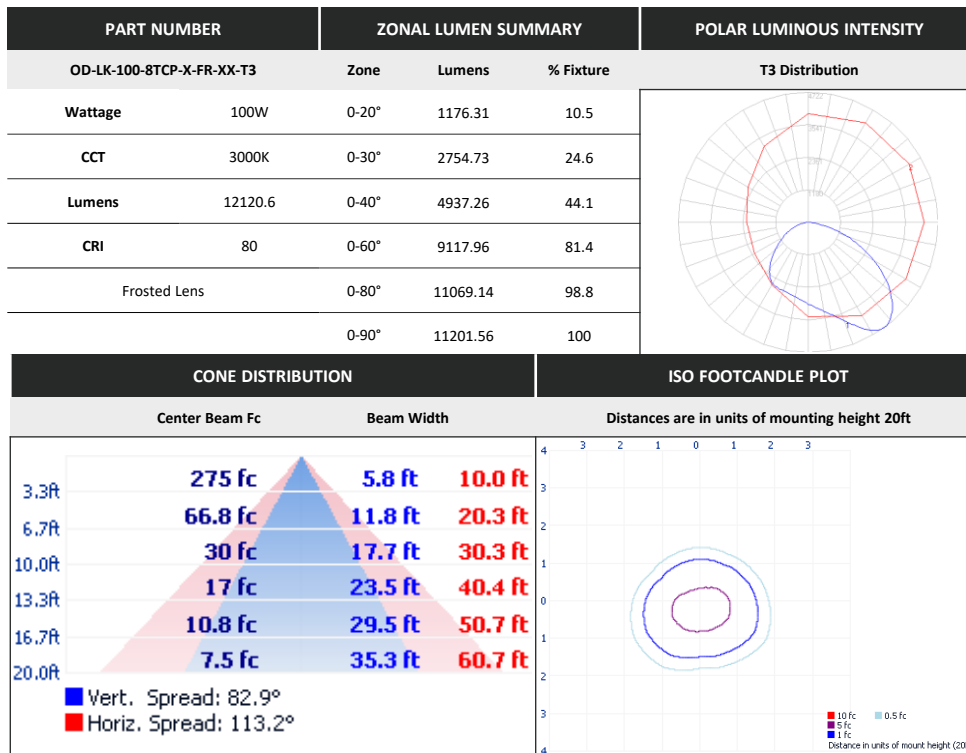 PART NUMBER ZONAL LUMEN SUMMARY POLAR LUMINOUS INTENSITY
OD-LK-100-8TCP-X-FR-XX-T3 Zone Lumens % Fixture T3 Distribution
Wattage 100W 0-20° 1176.31 10.5
CCT 3000K 0-30° 2754.73 24.6
Lumens 12120.6 0-40° 4937.26 44.1
CRI 80 0-60° 9117.96 81.4
Frosted Lens 0-80° 11069.14 98.8
0-90° 11201.56 100
2
1
CONE DISTRIBUTION ISO FOOTCANDLE PLOT
Center Beam Fc Beam Width Distances are in units of mounting height 20ft
3.3ft 275 fc 5.8 ft 10.0 ft
6.7ft 66.8 fc 11.8 ft 20.3 ft
10.0ft 30 fc 17.7 ft 30.3 ft
13.3ft 17 fc 23.5 ft 40.4 ft
16.7ft 10.8 fc 29.5 ft 50.7 ft
20.0ft 7.5 fc 35.3 ft 60.7 ft
Vert. Spread: 82.9°
Horiz. Spread: 113.2°
3 2 1 0 1 2 3
4
3
2
1
0
1
2
3
4
10 fc 0.5 fc
5 fc
1 fc
Distance in units of mount height (20